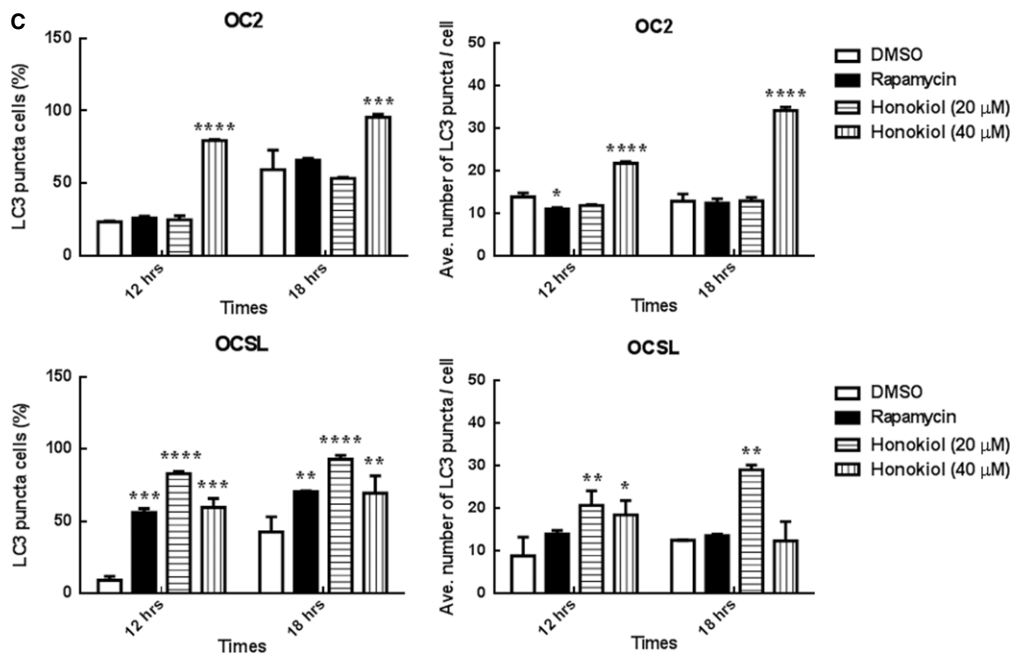 C
OC2
LC3 puncta cells (%)
150
100
50
0
****
***
12 hrs
18 hrs
Times
OC2
Ave. number of LC3 puncta / cell
50
40
30
20
10
0
*
****
****
12 hrs
18 hrs
Times
DMSO
Rapamycin
Honokiol (20 µM)
Honokiol (40 µM)
OCSL
LC3 puncta cells (%)
150
100
50
0
***
****
***
**
****
**
12 hrs
18 hrs
Times
OCSL
Ave. number of LC3 puncta / cell
50
40
30
20
10
0
**
*
**
12 hrs
18 hrs
Times
DMSO
Rapamycin
Honokiol (20 µM)
Honokiol (40 µM)